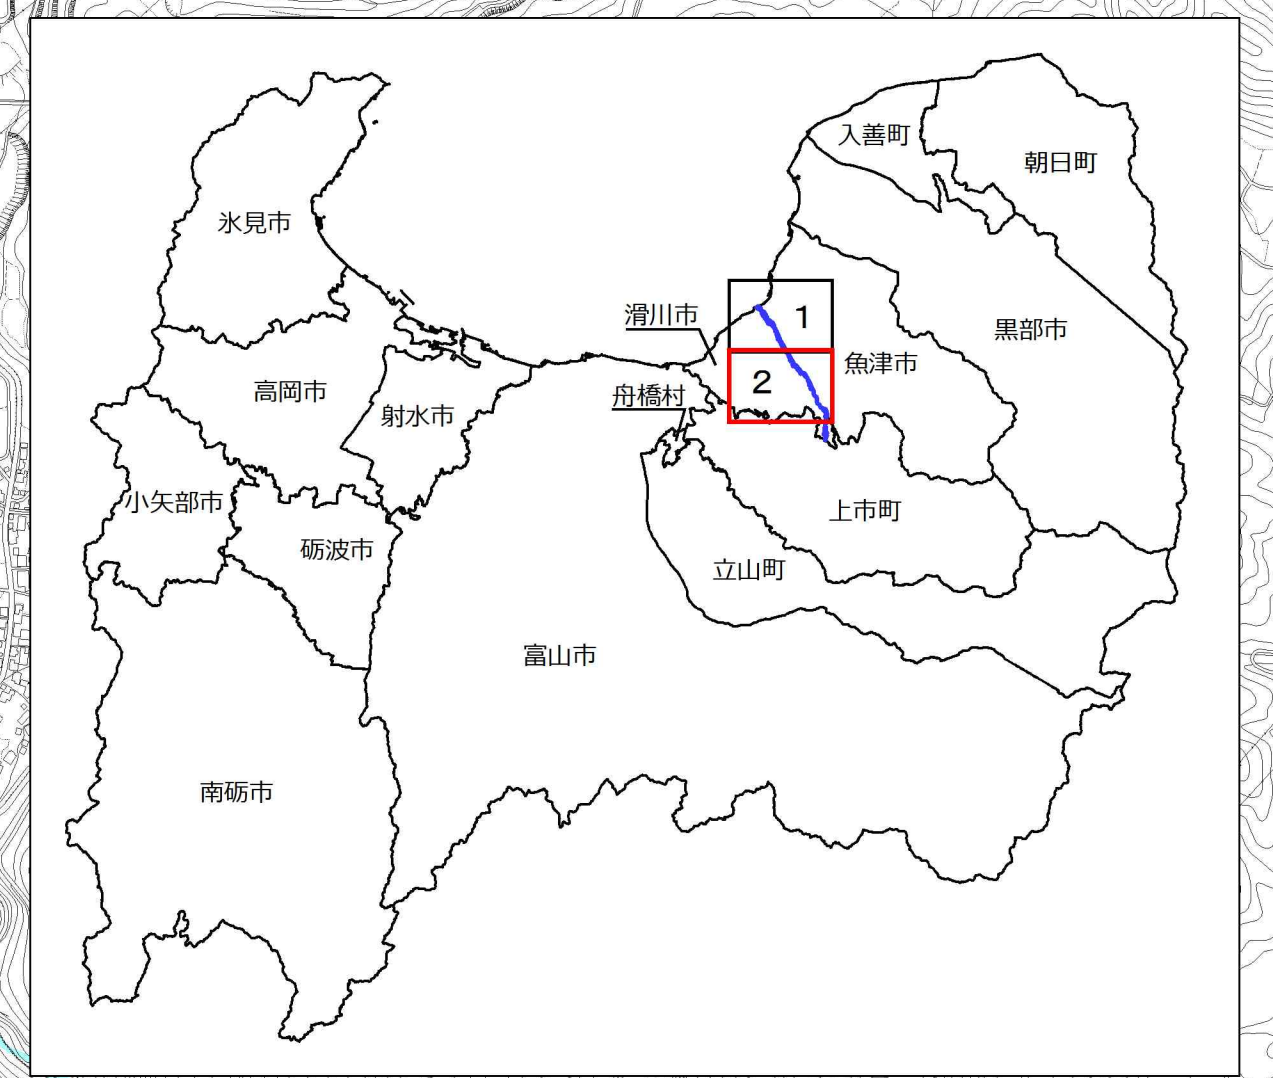 入善町
朝日町
氷見市
滑川市
1
黒部市
魚津市
2
舟橋村
高岡市
射水市
小矢部市
上市町
砺波市
立山町
富山市
南砺市